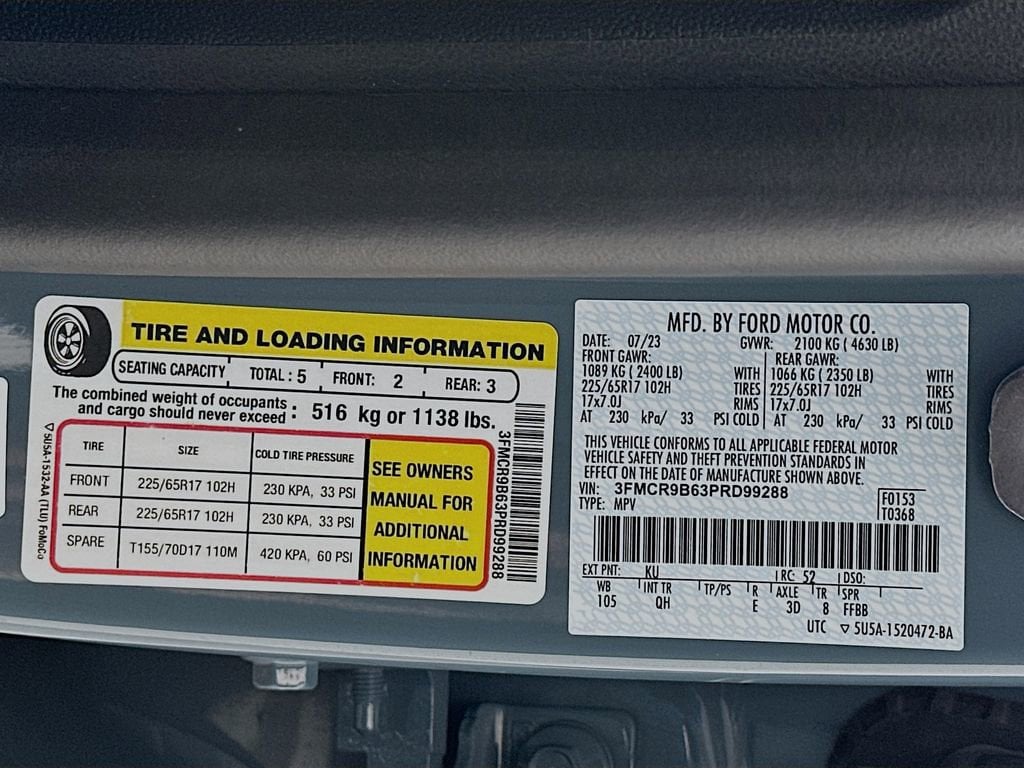 TIRE AND LOADING INFORMATION
SEATING CAPACITY TOTAL : 5 FRONT: 2 REAR: 3
The combined weight of occupants
and cargo should never exceed : 516 kg or 1138 lbs.
TIRE SIZE COLD TIRE PRESSURE
FRONT 225/65R17 102H 230 KPA, 33 PSI
REAR 225/65R17 102H 230 KPA, 33 PSI
SPARE T155/70D17 110M 420 KPA, 60 PSI
SEE OWNERS
MANUAL FOR
ADDITIONAL
INFORMATION
5U5A-1532-AA (TLU) FoMoCo
3FMCR9B63PRD99288
MFD. BY FORD MOTOR CO.
DATE: 07/23 GVWR: 2100 KG ( 4630 LB)
FRONT GAWR: REAR GAWR:
1089 KG ( 2400 LB) WITH 1066 KG ( 2350 LB) WITH
225/65R17 102H TIRES 225/65R17 102H TIRES
17x7.0J RIMS 17x7.0J RIMS
AT 230 kPa/ 33 PSI COLD AT 230 kPa/ 33 PSI COLD
THIS VEHICLE CONFORMS TO ALL APPLICABLE FEDERAL MOTOR
VEHICLE SAFETY AND THEFT PREVENTION STANDARDS IN
EFFECT ON THE DATE OF MANUFACTURE SHOWN ABOVE.
VIN: 3FMCR9B63PRD99288 F0153
TYPE: MPV T0368
EXT PNT: KU RC: 52 DSO:
WB INT TR TP/PS R AXLE TR SPR
105 QH E 3D 8 FFBB
UTC ▽ 5U5A-1520472-BA